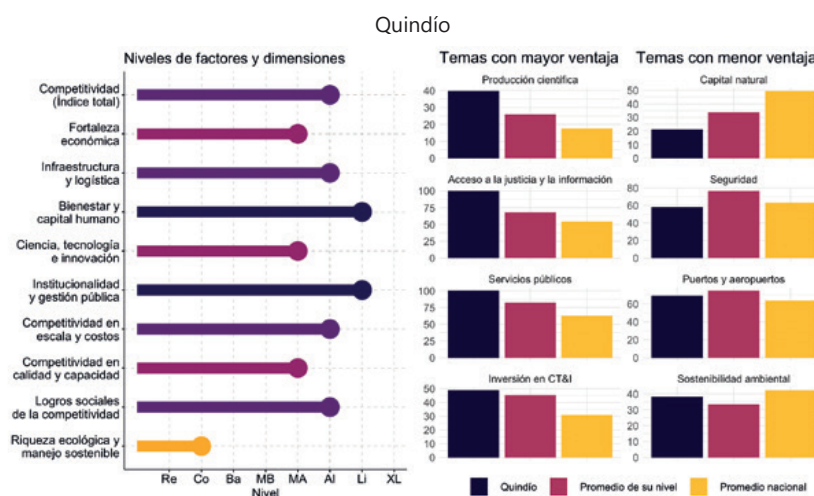 Quindío
Niveles de factores y dimensiones
Competitividad
(Índice total)
Fortaleza
económica
Infraestructura
y logística
Bienestar y
capital humano
Ciencia, tecnología
e innovación
Institucionalidad
y gestión pública
Competitividad en
escala y costos
Competitividad en
calidad y capacidad
Logros sociales
de la competitividad
Riqueza ecológica y
manejo sostenible
Re Co Ba MB MA Al Li XL
Nivel
Temas con mayor ventaja
Producción científica
40
30
20
10
0
Acceso a la justicia y la información
100
75
50
25
0
Servicios públicos
100
75
50
25
0
Inversión en CT&I
50
40
30
20
10
0
Temas con menor ventaja
Capital natural
50
40
30
20
10
0
Seguridad
80
60
40
20
0
Puertos y aeropuertos
60
40
20
0
Sostenibilidad ambiental
40
30
20
10
0
Quindío Promedio de su nivel Promedio nacional